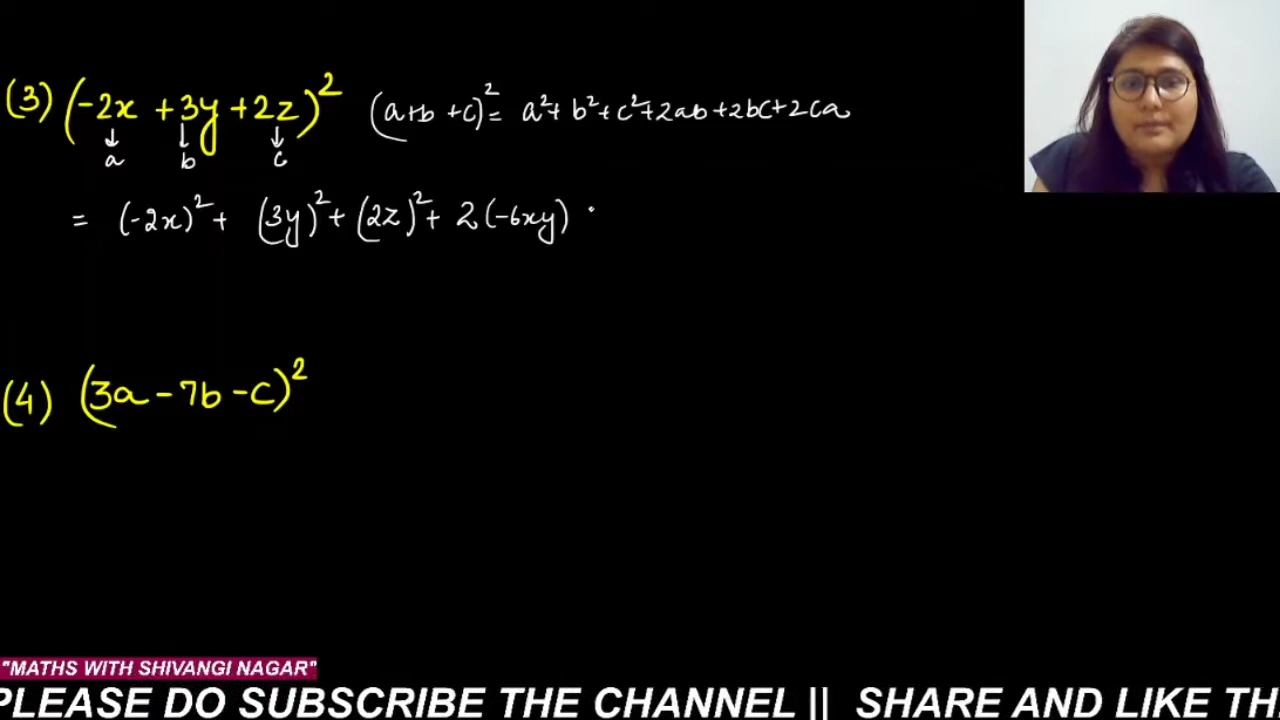 (3) (-2x + 3y + 2z)² (a+b+c)² = a²+ b²+ c²+2ab+2bc+2ca
↓ ↓ ↓
a b c
= (-2x)² + (3y)² + (2z)² + 2(-6xy)
(4) (3a - 7b - c)²
"MATHS WITH SHIVANGI NAGAR"
PLEASE DO SUBSCRIBE THE CHANNEL || SHARE AND LIKE TH